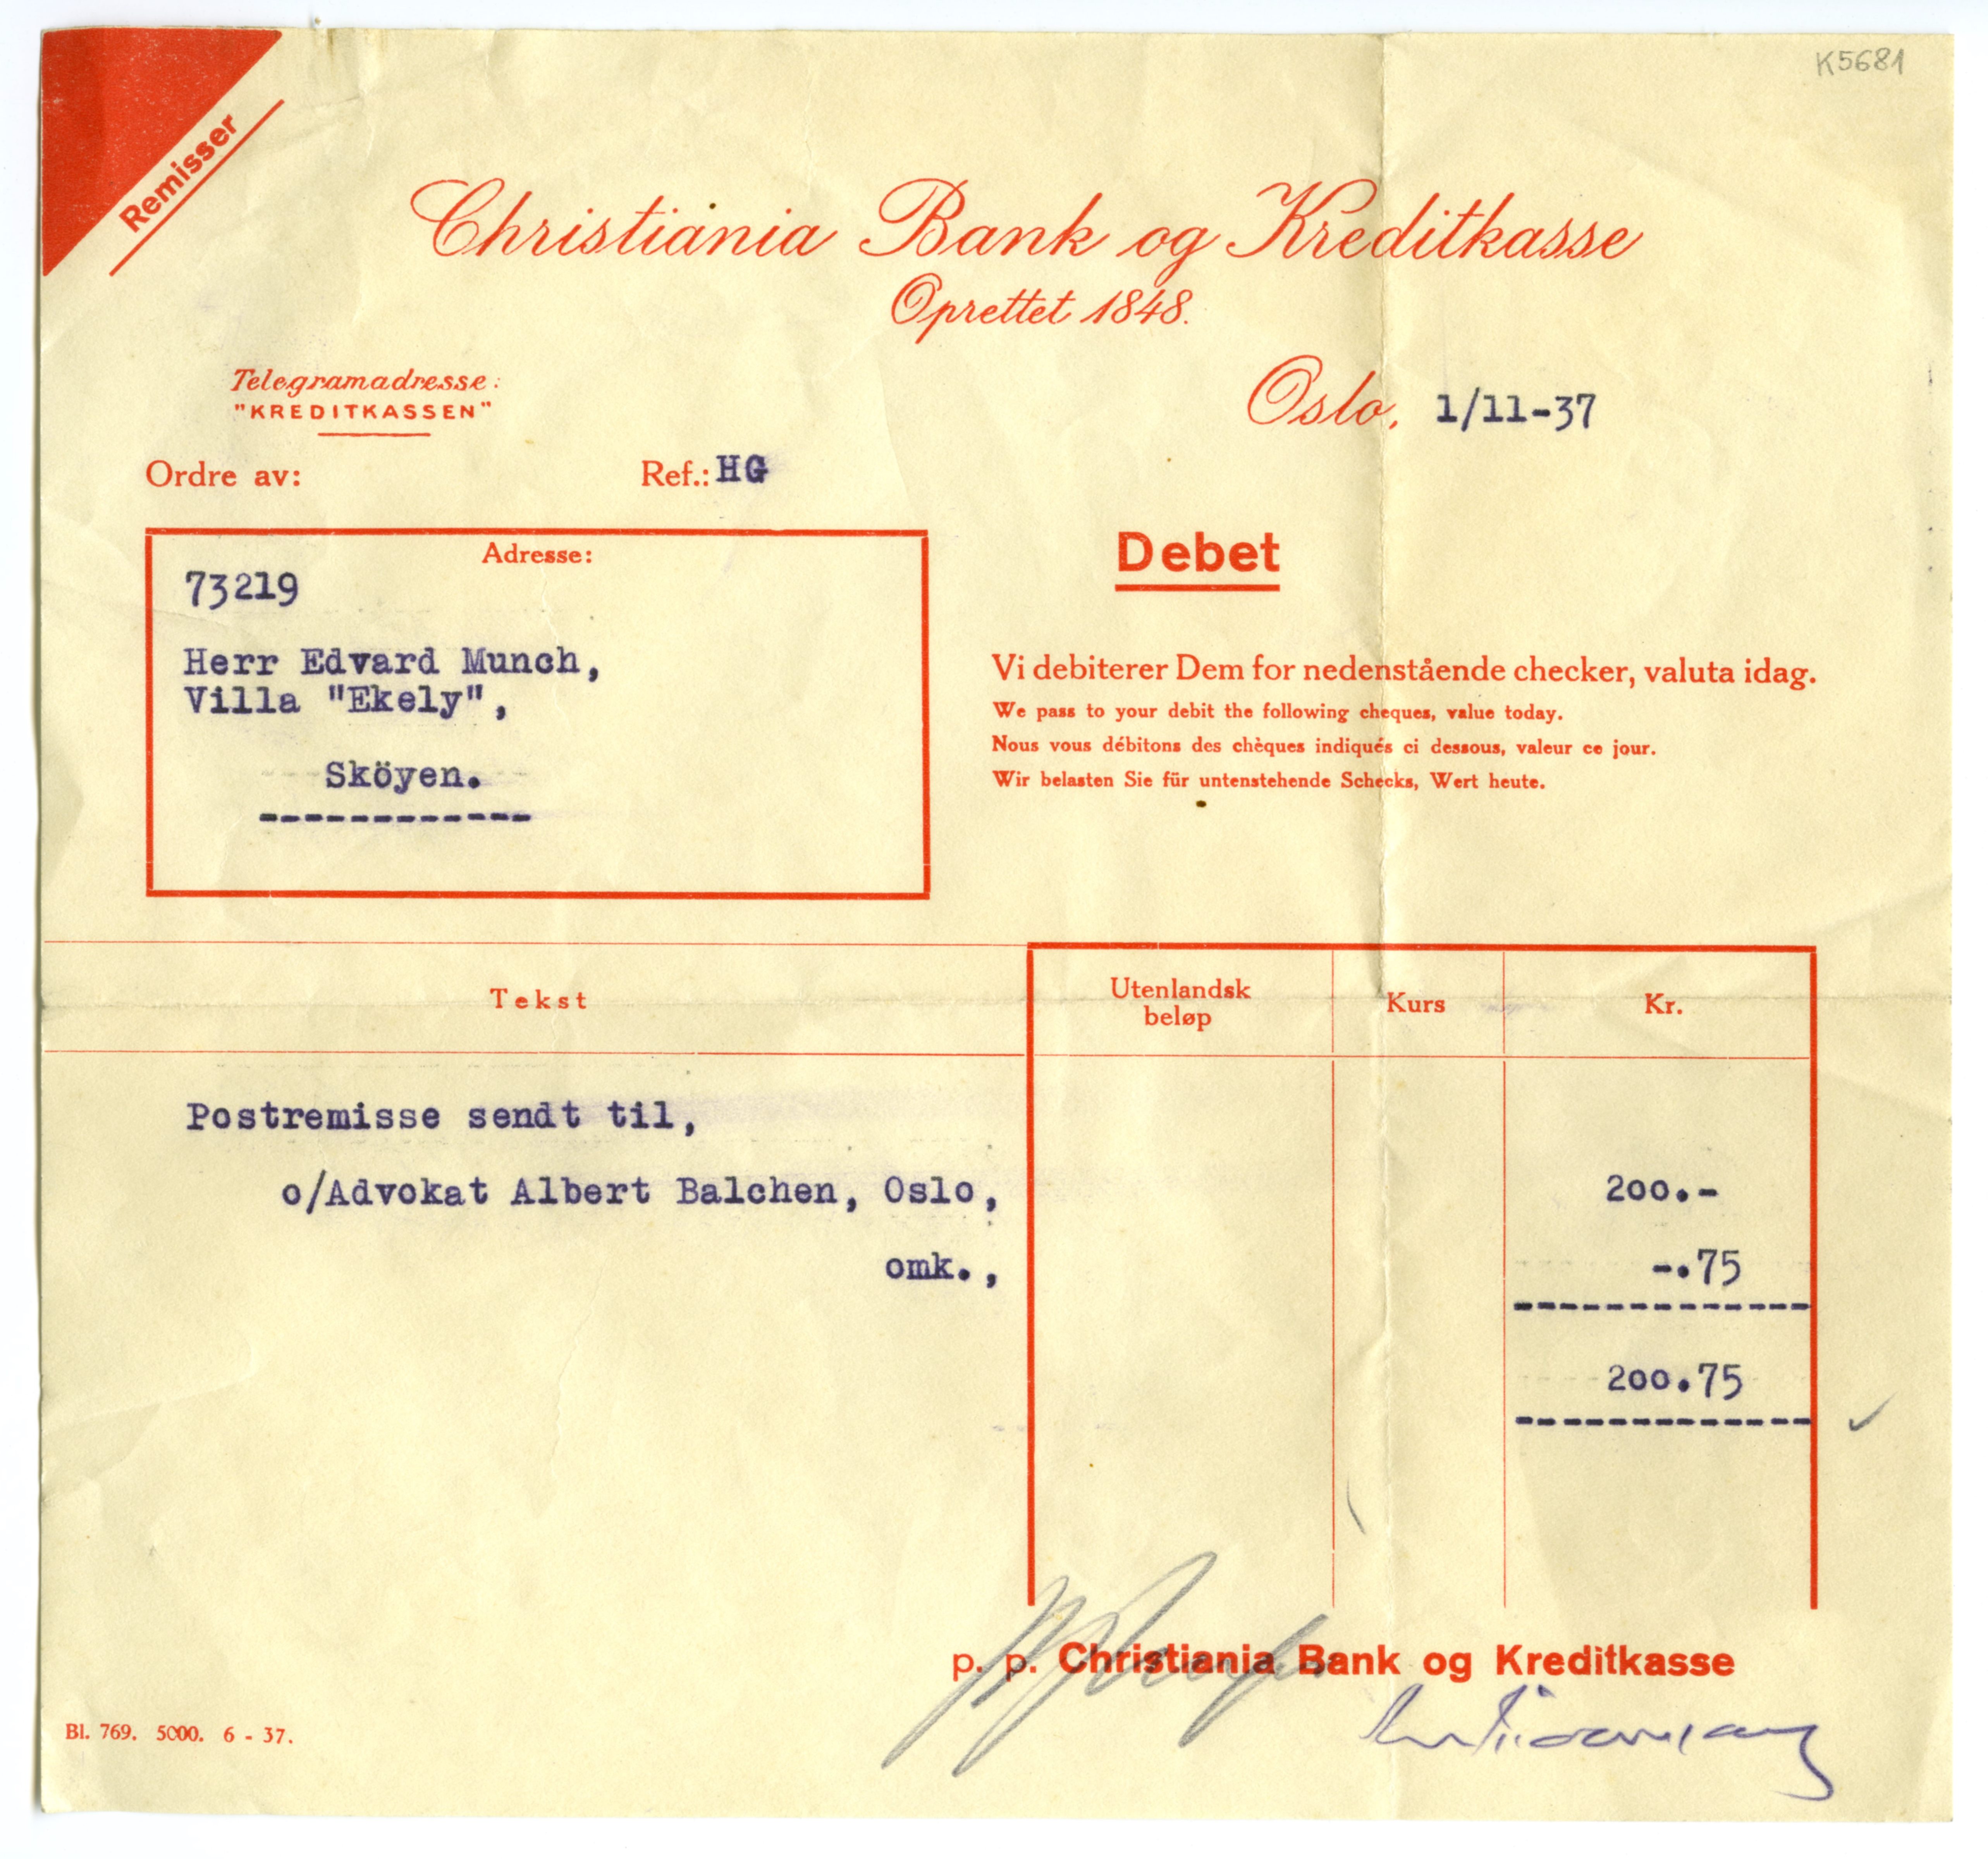 K5681
Remisser
Christiania Bank og Kreditkasse
Oprettet 1848.
Telegramadresse:
"KREDITKASSEN"
Oslo, 1/11-37
Ordre av:
Ref.: HG
Adresse:
73219
Herr Edvard Munch,
Villa "Ekely",
Sköyen.
Debet
Vi debiterer Dem for nedenstående checker, valuta idag.
We pass to your debit the following cheques, value today.
Nous vous débitons des chèques indiqués ci dessous, valeur ce jour.
Wir belasten Sie für untenstehende Schecks, Wert heute.
Tekst
Utenlandsk
beløp
Kurs
Kr.
Postremisse sendt til,
o/Advokat Albert Balchen, Oslo, 200.-
omk., -.75
200.75
p. p. Christiania Bank og Kreditkasse
Bl. 769. 5000. 6 - 37.